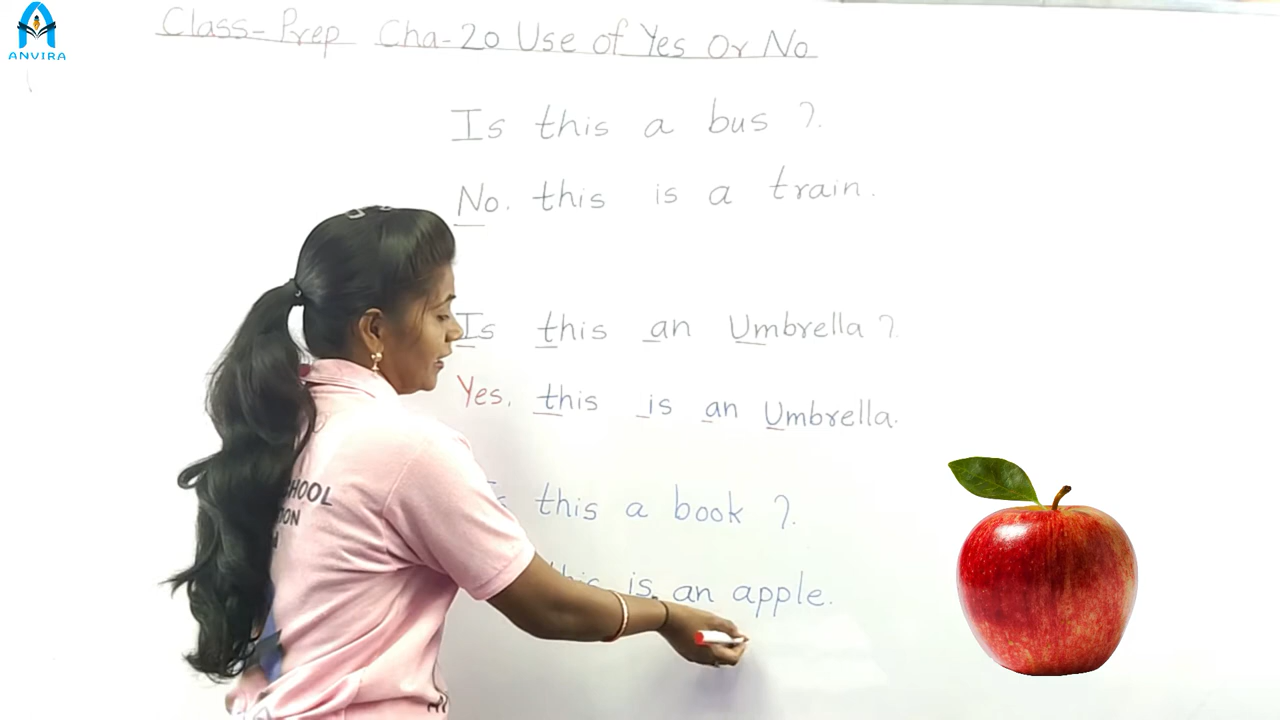 ANVIRA
Class-Prep Cha-20 Use of Yes Or No
Is this a bus ?.
No. this is a train.
Is this an Umbrella ?.
Yes. this is an Umbrella.
this a book ?.
this is an apple.